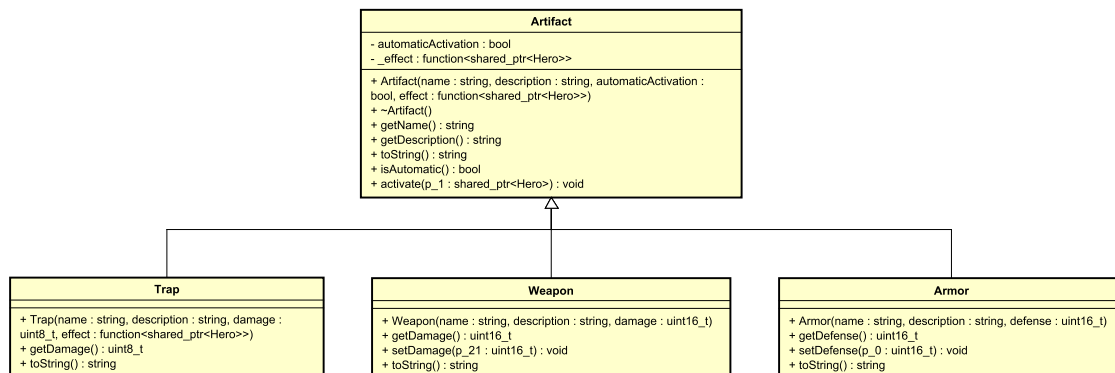 Artifact
- automaticActivation : bool
- _effect : function<shared_ptr<Hero>>
+ Artifact(name : string, description : string, automaticActivation :
bool, effect : function<shared_ptr<Hero>>)
+ ~Artifact()
+ getName() : string
+ getDescription() : string
+ toString() : string
+ isAutomatic() : bool
+ activate(p_1 : shared_ptr<Hero>) : void
Trap
+ Trap(name : string, description : string, damage :
uint8_t, effect : function<shared_ptr<Hero>>)
+ getDamage() : uint8_t
+ toString() : string
Weapon
+ Weapon(name : string, description : string, damage : uint16_t)
+ getDamage() : uint16_t
+ setDamage(p_21 : uint16_t) : void
+ toString() : string
Armor
+ Armor(name : string, description : string, defense : uint16_t)
+ getDefense() : uint16_t
+ setDefense(p_0 : uint16_t) : void
+ toString() : string